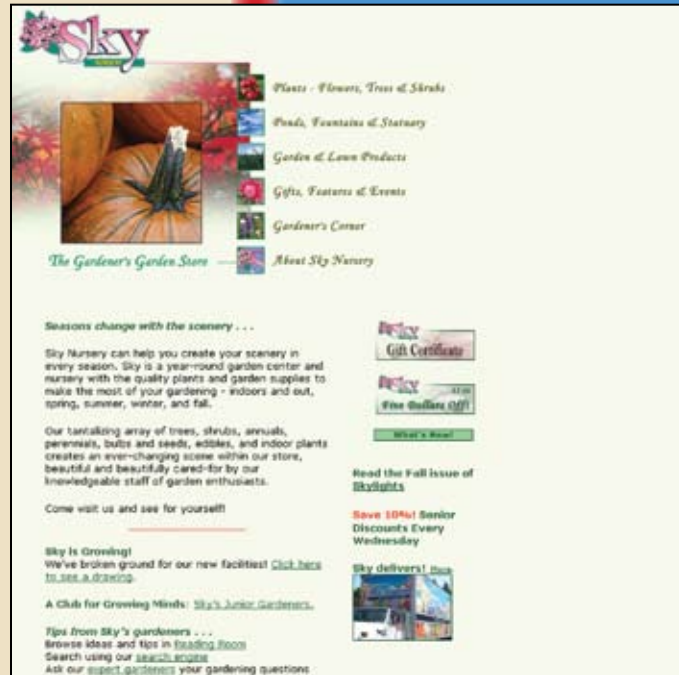 Sky
Plants - Flowers, Trees & Shrubs
Ponds, Fountains & Statuary
Garden & Lawn Products
Gifts, Features & Events
Gardener's Corner
The Gardener's Garden Store
About Sky Nursery
Seasons change with the scenery . . .
Sky Nursery can help you create your scenery in
every season. Sky is a year-round garden center and
nursery with the quality plants and garden supplies to
make the most of your gardening - indoors and out,
spring, summer, winter, and fall.
Our tantalizing array of trees, shrubs, annuals,
perennials, bulbs and seeds, edibles, and indoor plants
creates an ever-changing scene within our store,
beautiful and beautifully cared-for by our
knowledgeable staff of garden enthusiasts.
Come visit us and see for yourself!
Sky is Growing!
We've broken ground for our new facilities! Click here
to see a drawing.
A Club for Growing Minds: Sky's Junior Gardeners.
Tips from Sky's gardeners . . .
Browse ideas and tips in Reading Room
Search using our search engine
Ask our expert gardeners your gardening questions
Sky
Gift Certificate
Sky
Five Dollars Off!
What's New!
Read the Fall issue of
Skylights
Save 10%! Senior
Discounts Every
Wednesday
Sky delivers! More